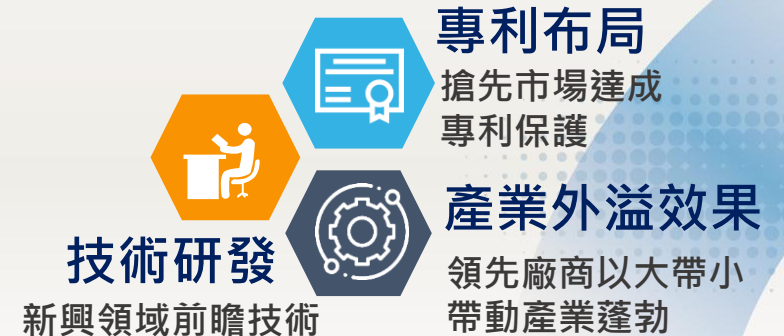 專利布局
搶先市場達成
專利保護
產業外溢效果
領先廠商以大帶小
帶動產業蓬勃
技術研發
新興領域前瞻技術